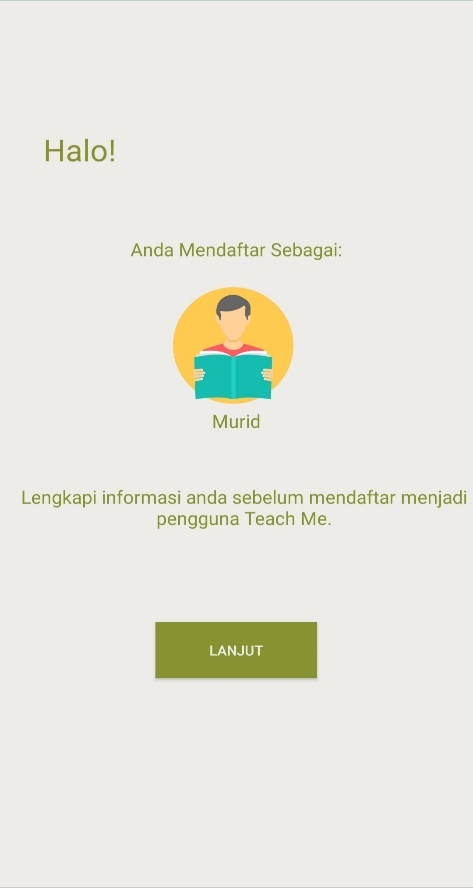 Halo!
Anda Mendaftar Sebagai:
Murid
Lengkapi informasi anda sebelum mendaftar menjadi
pengguna Teach Me.
LANJUT